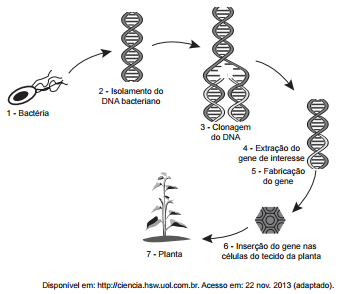 1 - Bactéria
2 - Isolamento do
DNA bacteriano
3 - Clonagem
do DNA
4 - Extração do
gene de interesse
5 - Fabricação
do gene
6 - Inserção do gene nas
células do tecido da planta
7 - Planta
Disponível em: http://ciencia.hsw.uol.com.br. Acesso em: 22 nov. 2013 (adaptado).